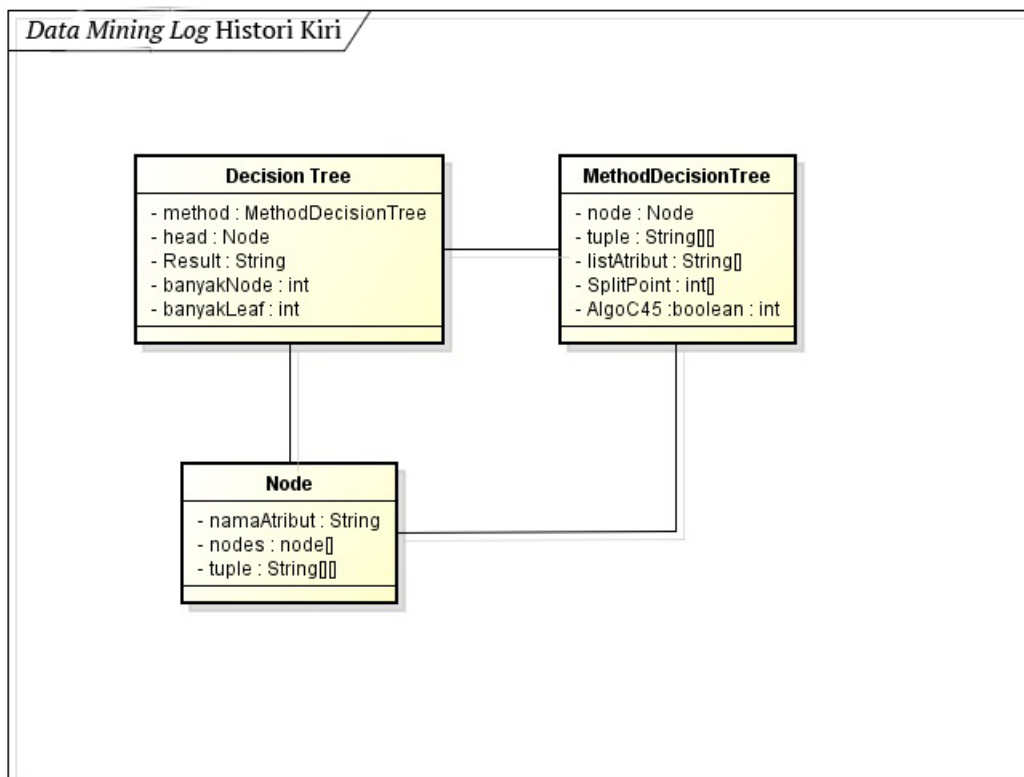 Data Mining Log Histori Kiri
Decision Tree
- method : MethodDecisionTree
- head : Node
- Result : String
- banyakNode : int
- banyakLeaf : int
MethodDecisionTree
- node : Node
- tuple : String[][]
- listAtribut : String[]
- SplitPoint : int[]
- AlgoC45 :boolean : int
Node
- namaAtribut : String
- nodes : node[]
- tuple : String[][]